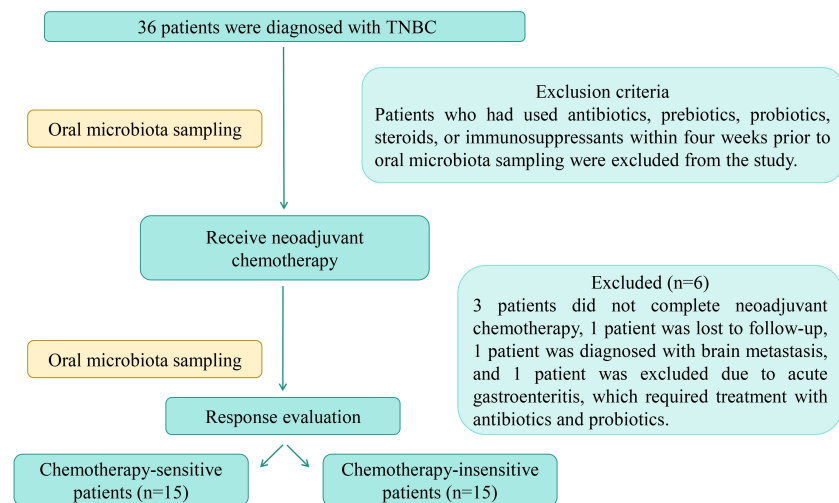 36 patients were diagnosed with TNBC
Exclusion criteria
Patients who had used antibiotics, prebiotics, probiotics,
steroids, or immunosuppressants within four weeks prior to
oral microbiota sampling were excluded from the study.
Oral microbiota sampling
Receive neoadjuvant
chemotherapy
Excluded (n=6)
3 patients did not complete neoadjuvant
chemotherapy, 1 patient was lost to follow-up,
1 patient was diagnosed with brain metastasis,
and 1 patient was excluded due to acute
gastroenteritis, which required treatment with
antibiotics and probiotics.
Oral microbiota sampling
Response evaluation
Chemotherapy-sensitive
patients (n=15)
Chemotherapy-insensitive
patients (n=15)